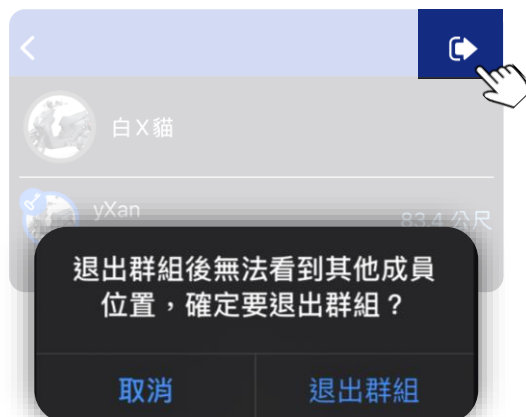 白X貓
yXan
83.4 公尺
退出群組後無法看到其他成員
位置，確定要退出群組？
取消
退出群組